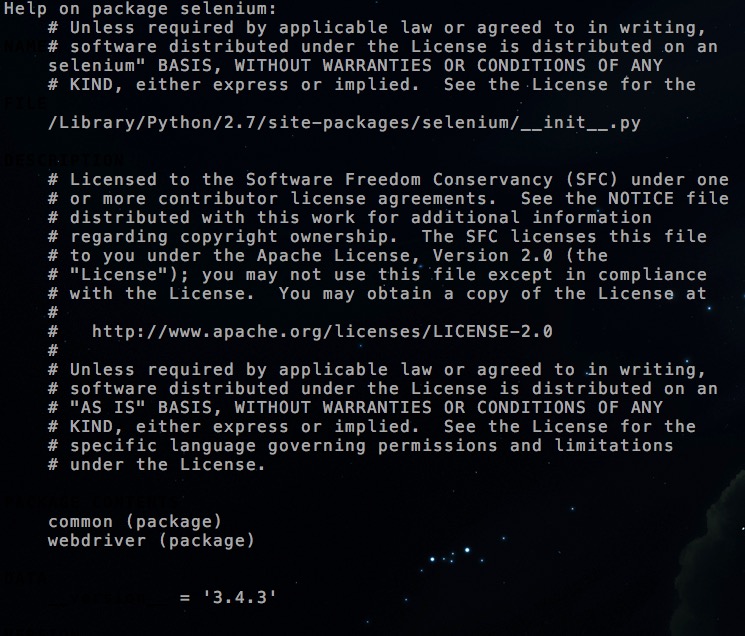 Help on package selenium:
# Unless required by applicable law or agreed to in writing,
NAME# software distributed under the License is distributed on an
selenium" BASIS, WITHOUT WARRANTIES OR CONDITIONS OF ANY
# KIND, either express or implied.  See the License for the
FILE
/Library/Python/2.7/site-packages/selenium/__init__.py
DESCRIPTION
# Licensed to the Software Freedom Conservancy (SFC) under one
# or more contributor license agreements.  See the NOTICE file
# distributed with this work for additional information
# regarding copyright ownership.  The SFC licenses this file
# to you under the Apache License, Version 2.0 (the
# "License"); you may not use this file except in compliance
# with the License.  You may obtain a copy of the License at
#
#   http://www.apache.org/licenses/LICENSE-2.0
#
# Unless required by applicable law or agreed to in writing,
# software distributed under the License is distributed on an
# "AS IS" BASIS, WITHOUT WARRANTIES OR CONDITIONS OF ANY
# KIND, either express or implied.  See the License for the
# specific language governing permissions and limitations
# under the License.
PACKAGE CONTENTS
common (package)
webdriver (package)
DATA
__version__ = '3.4.3'